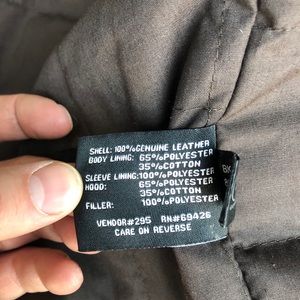 SHELL: 100%GENUINE LEATHER
BODY LINING: 65%POLYESTER
35%COTTON
SLEEVE LINING:100%POLYESTER
HOOD: 65%POLYESTER
35%COTTON
FILLER: 100%POLYESTER
VENDOR#295 RN#69426
CARE ON REVERSE